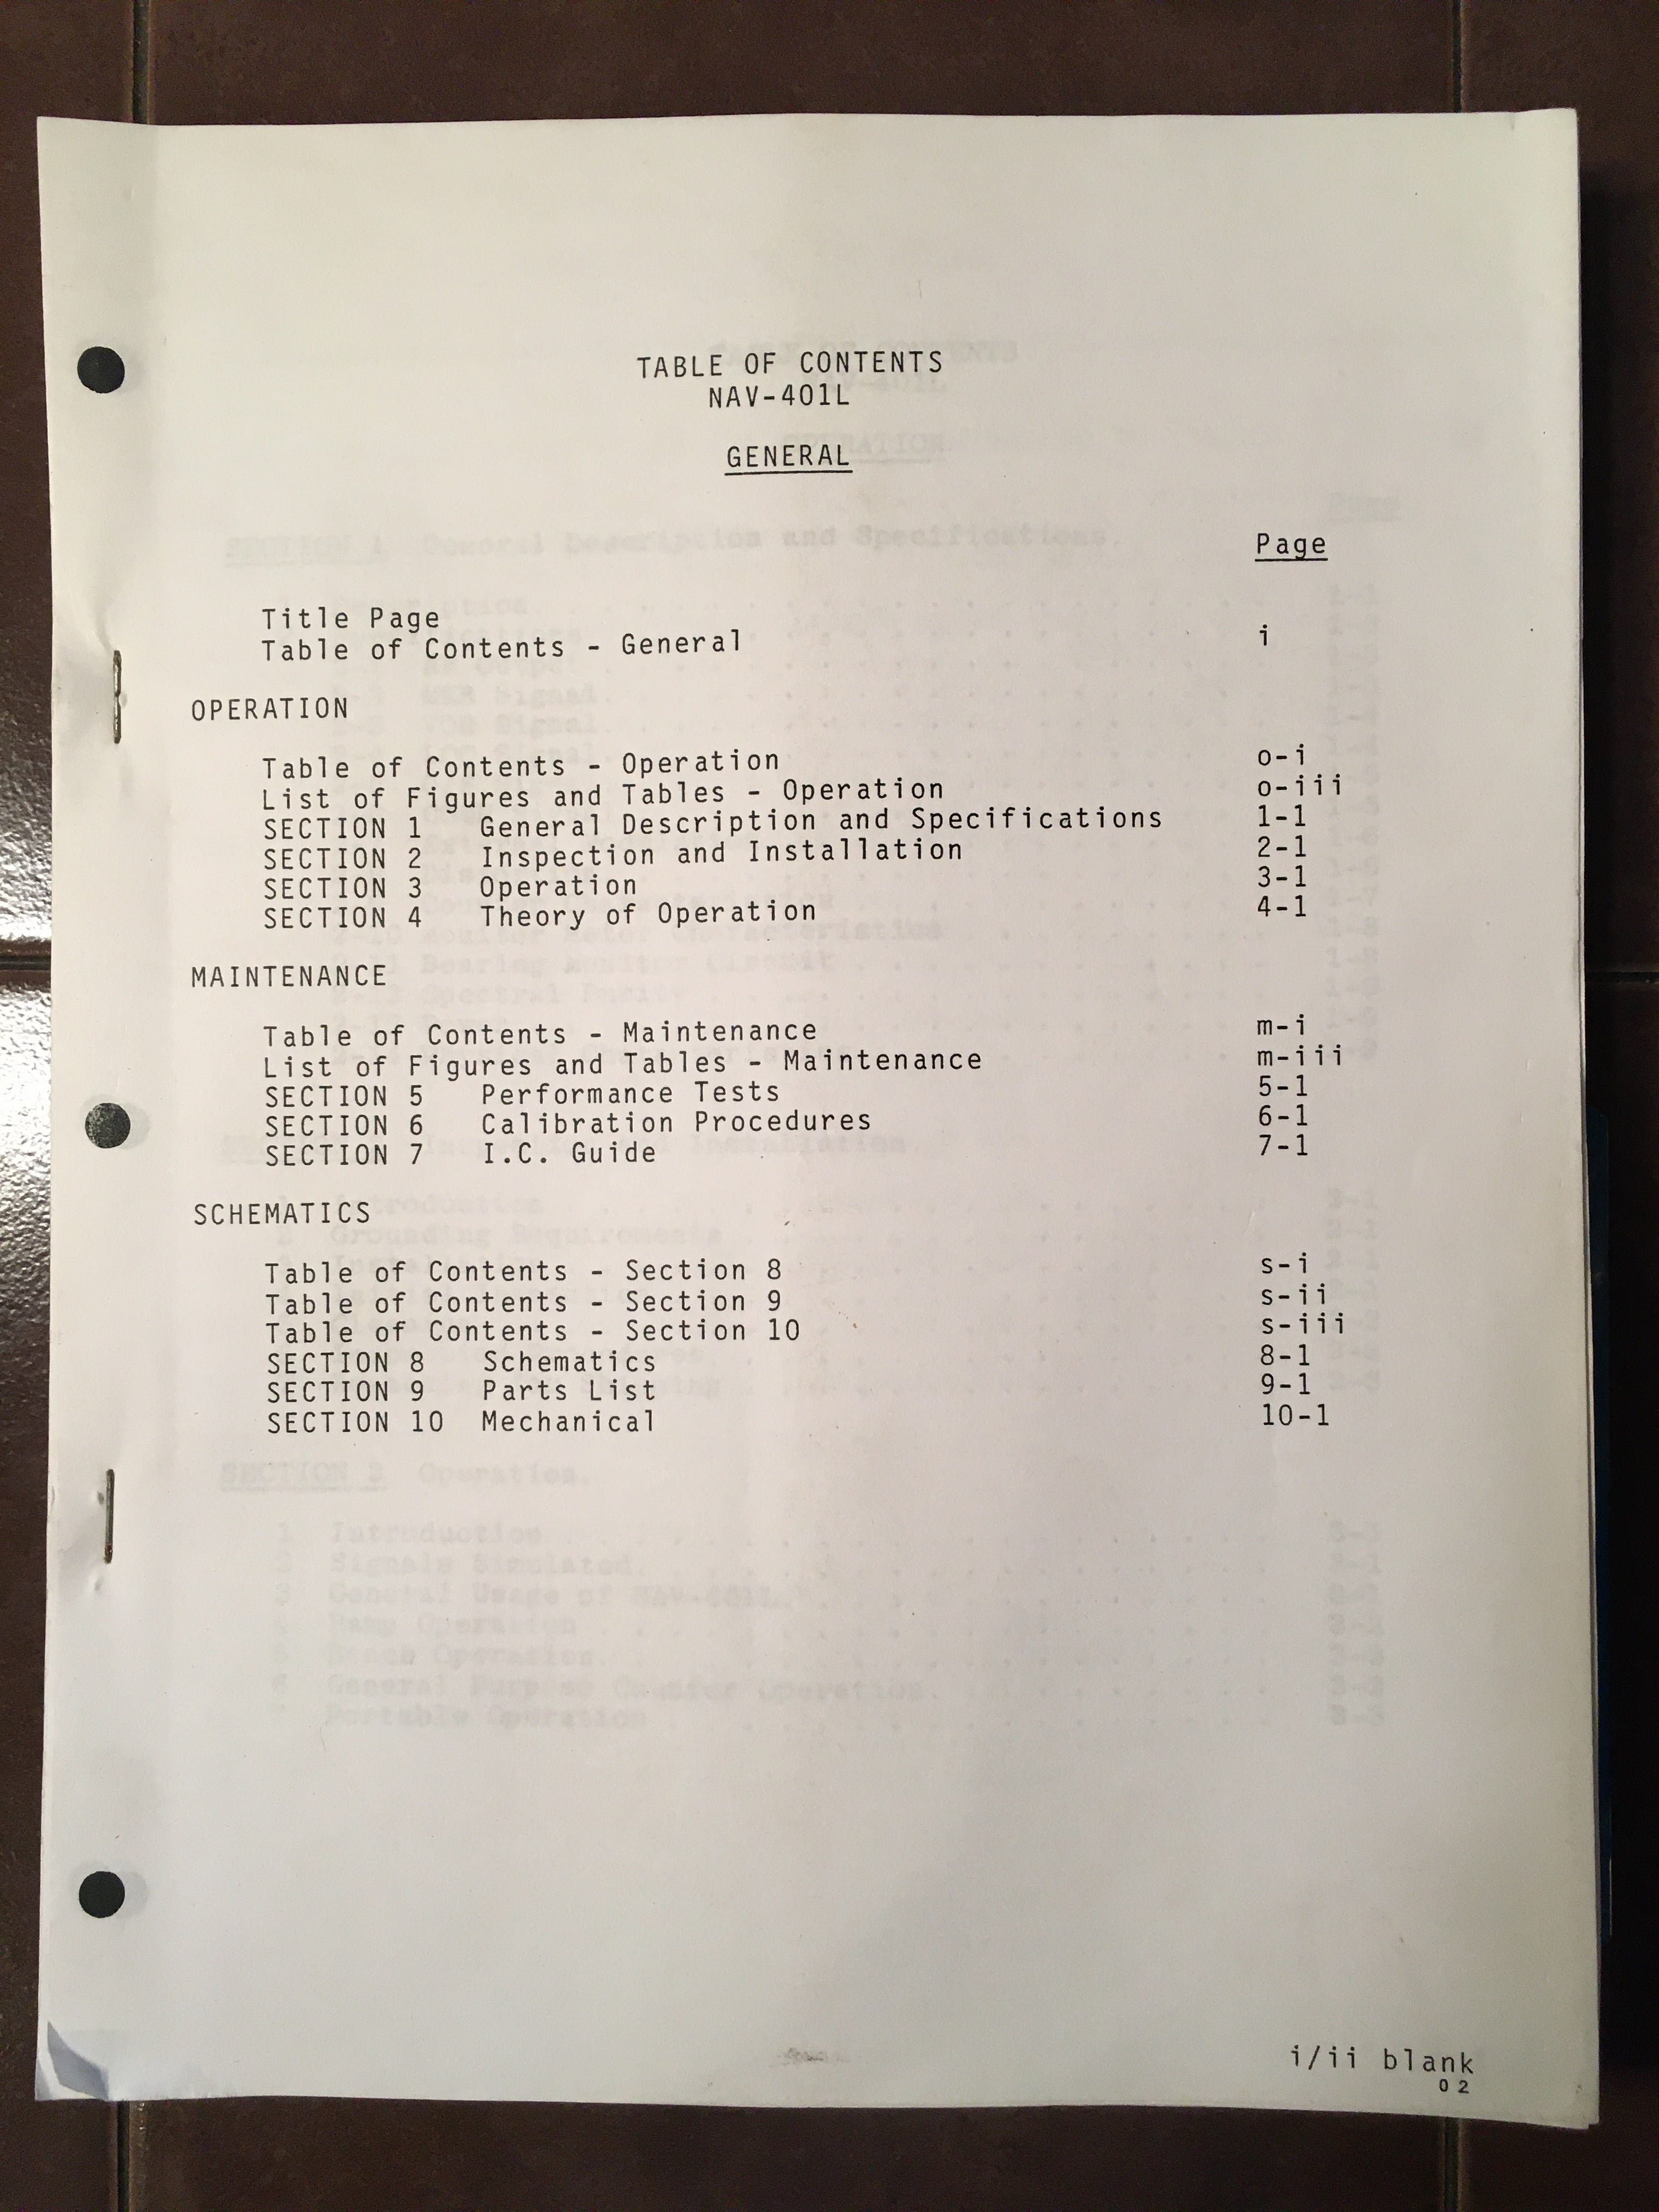 TABLE OF CONTENTS
NAV-401L
GENERAL
Page
Title Page
Table of Contents - General i
OPERATION
Table of Contents - Operation o-i
List of Figures and Tables - Operation o-iii
SECTION 1 General Description and Specifications 1-1
SECTION 2 Inspection and Installation 2-1
SECTION 3 Operation 3-1
SECTION 4 Theory of Operation 4-1
MAINTENANCE
Table of Contents - Maintenance m-i
List of Figures and Tables - Maintenance m-iii
SECTION 5 Performance Tests 5-1
SECTION 6 Calibration Procedures 6-1
SECTION 7 I.C. Guide 7-1
SCHEMATICS
Table of Contents - Section 8 s-i
Table of Contents - Section 9 s-ii
Table of Contents - Section 10 s-iii
SECTION 8 Schematics 8-1
SECTION 9 Parts List 9-1
SECTION 10 Mechanical 10-1
i/ii blank
02